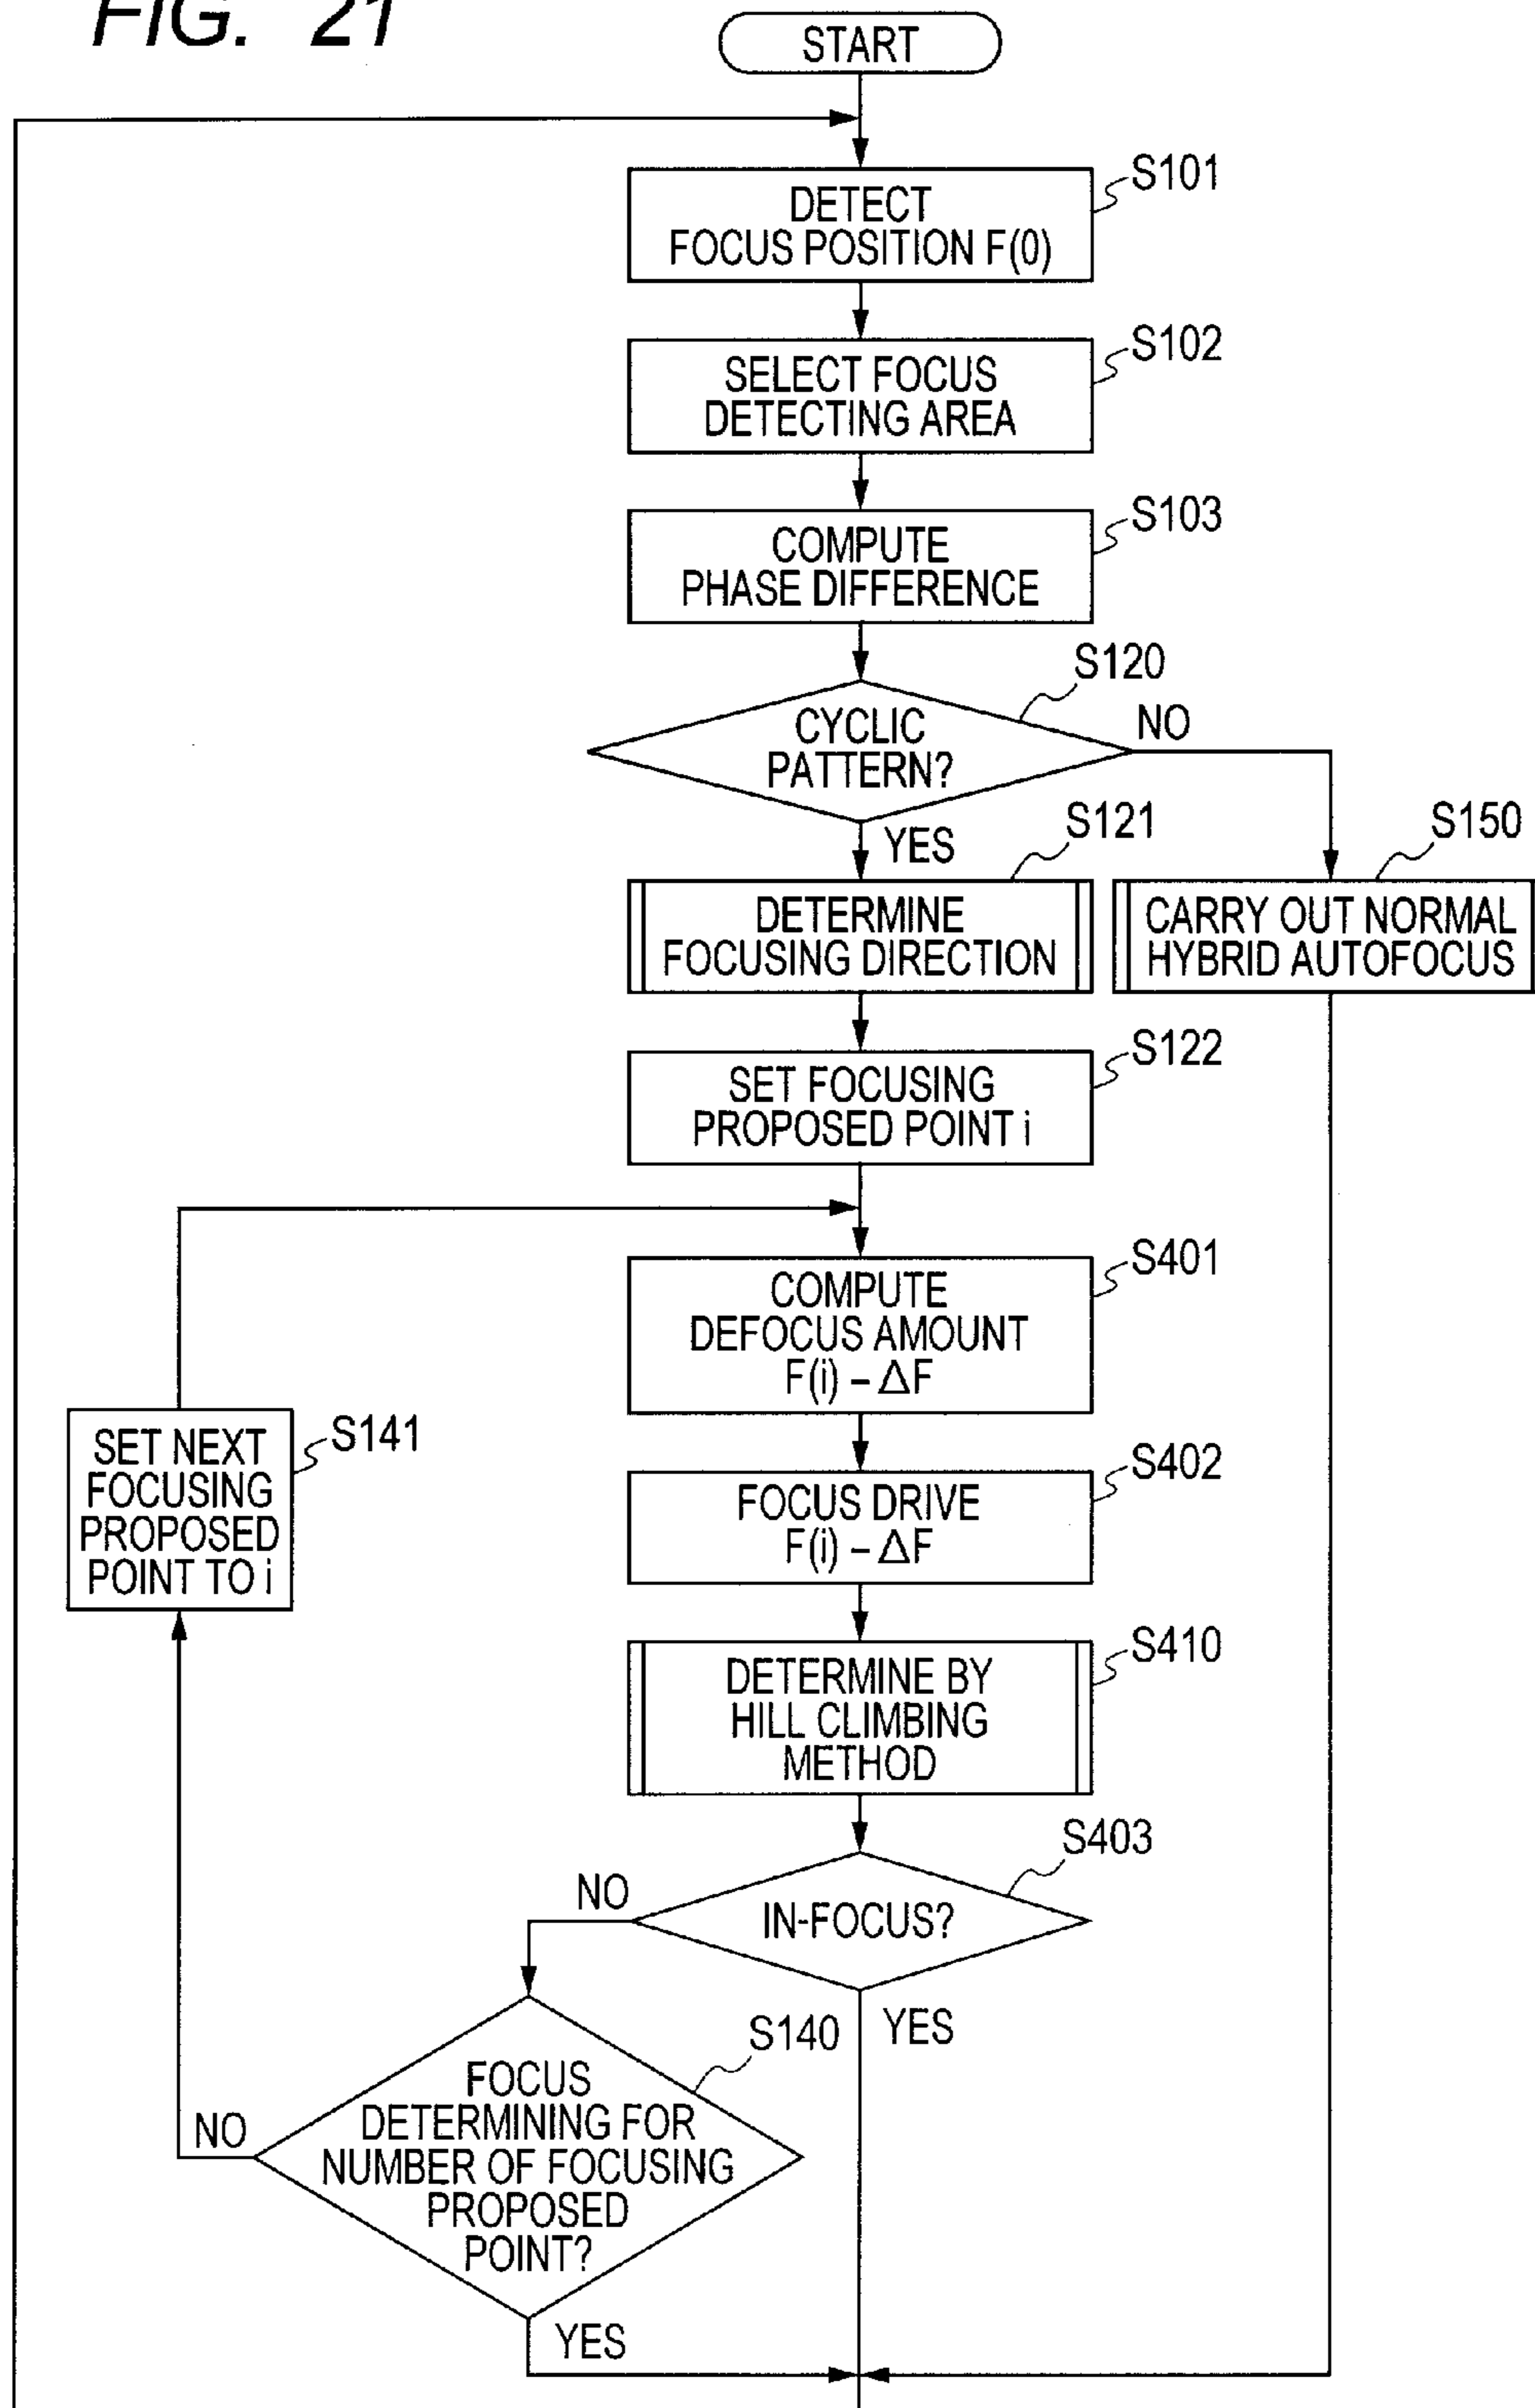 FIG. 21
START
S101
DETECT
FOCUS POSITION F(0)
S102
SELECT FOCUS
DETECTING AREA
S103
COMPUTE
PHASE DIFFERENCE
S120
CYCLIC
PATTERN?
NO
YES
S121
S150
DETERMINE
FOCUSING DIRECTION
CARRY OUT NORMAL
HYBRID AUTOFOCUS
S122
SET FOCUSING
PROPOSED POINT i
S401
COMPUTE
DEFOCUS AMOUNT
F(i) – ΔF
S141
SET NEXT
FOCUSING
PROPOSED
POINT TO i
S402
FOCUS DRIVE
F(i) – ΔF
S410
DETERMINE BY
HILL CLIMBING
METHOD
S403
NO
IN-FOCUS?
YES
S140
FOCUS
DETERMINING FOR
NUMBER OF FOCUSING
PROPOSED
POINT?
NO
YES